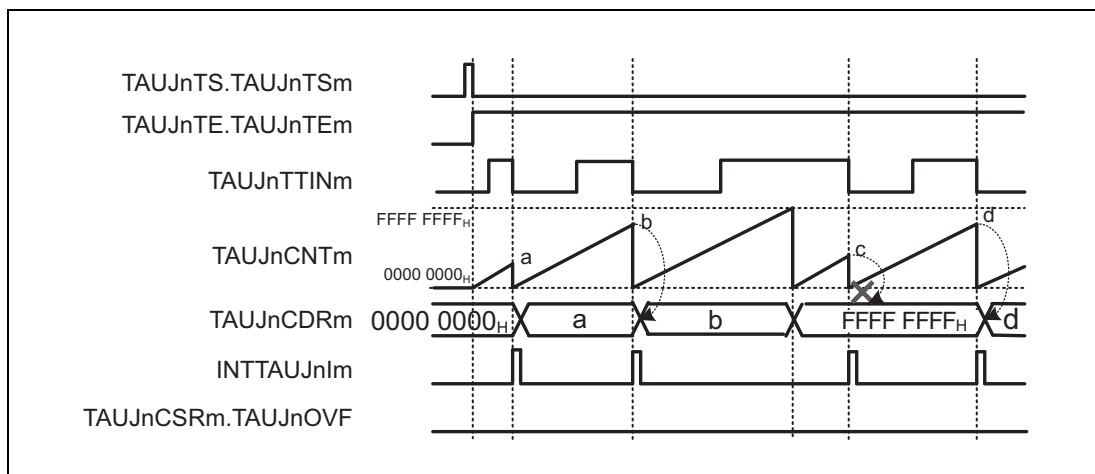 TAUJnTS.TAUJnTSm
TAUJnTE.TAUJnTEm
TAUJnTTINm
FFFF FFFFH
TAUJnCNTm
0000 0000H
a
b
c
d
TAUJnCDRm
0000 0000H
a
b
FFFF FFFFH
d
INTTAUJnIm
TAUJnCSRm.TAUJnOVF